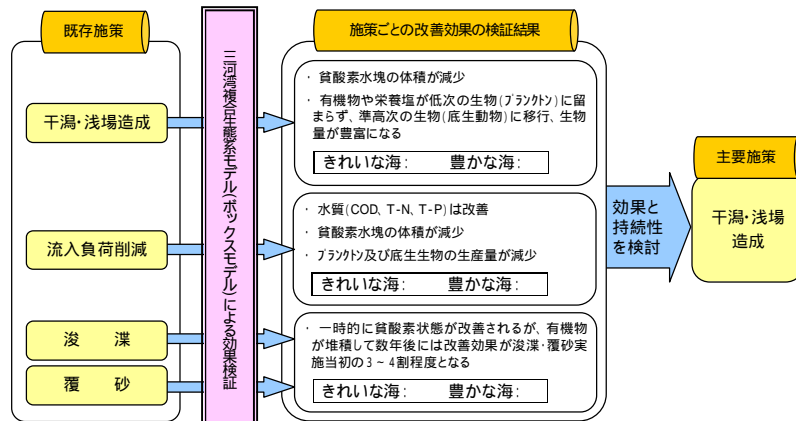 既存施策
干潟・浅場造成
流入負荷削減
浚　渫
覆　砂
三河湾複合生態系モデル(ボックスモデル)による効果検証
施策ごとの改善効果の検証結果
・ 貧酸素水塊の体積が減少
・ 有機物や栄養塩が低次の生物(プランクトン)に留
まらず、準高次の生物(底生動物)に移行、生物
量が豊富になる
きれいな海：　　豊かな海：
・ 水質(COD、T-N、T-P)は改善
・ 貧酸素水塊の体積が減少
・ プランクトン及び底生生物の生産量が減少
きれいな海：　　豊かな海：
・ 一時的に貧酸素状態が改善されるが、有機物
が堆積して数年後には改善効果が浚渫・覆砂実
施当初の3～4割程度となる
きれいな海：　　豊かな海：
効果と
持続性
を検討
主要施策
干潟・浅場
造成